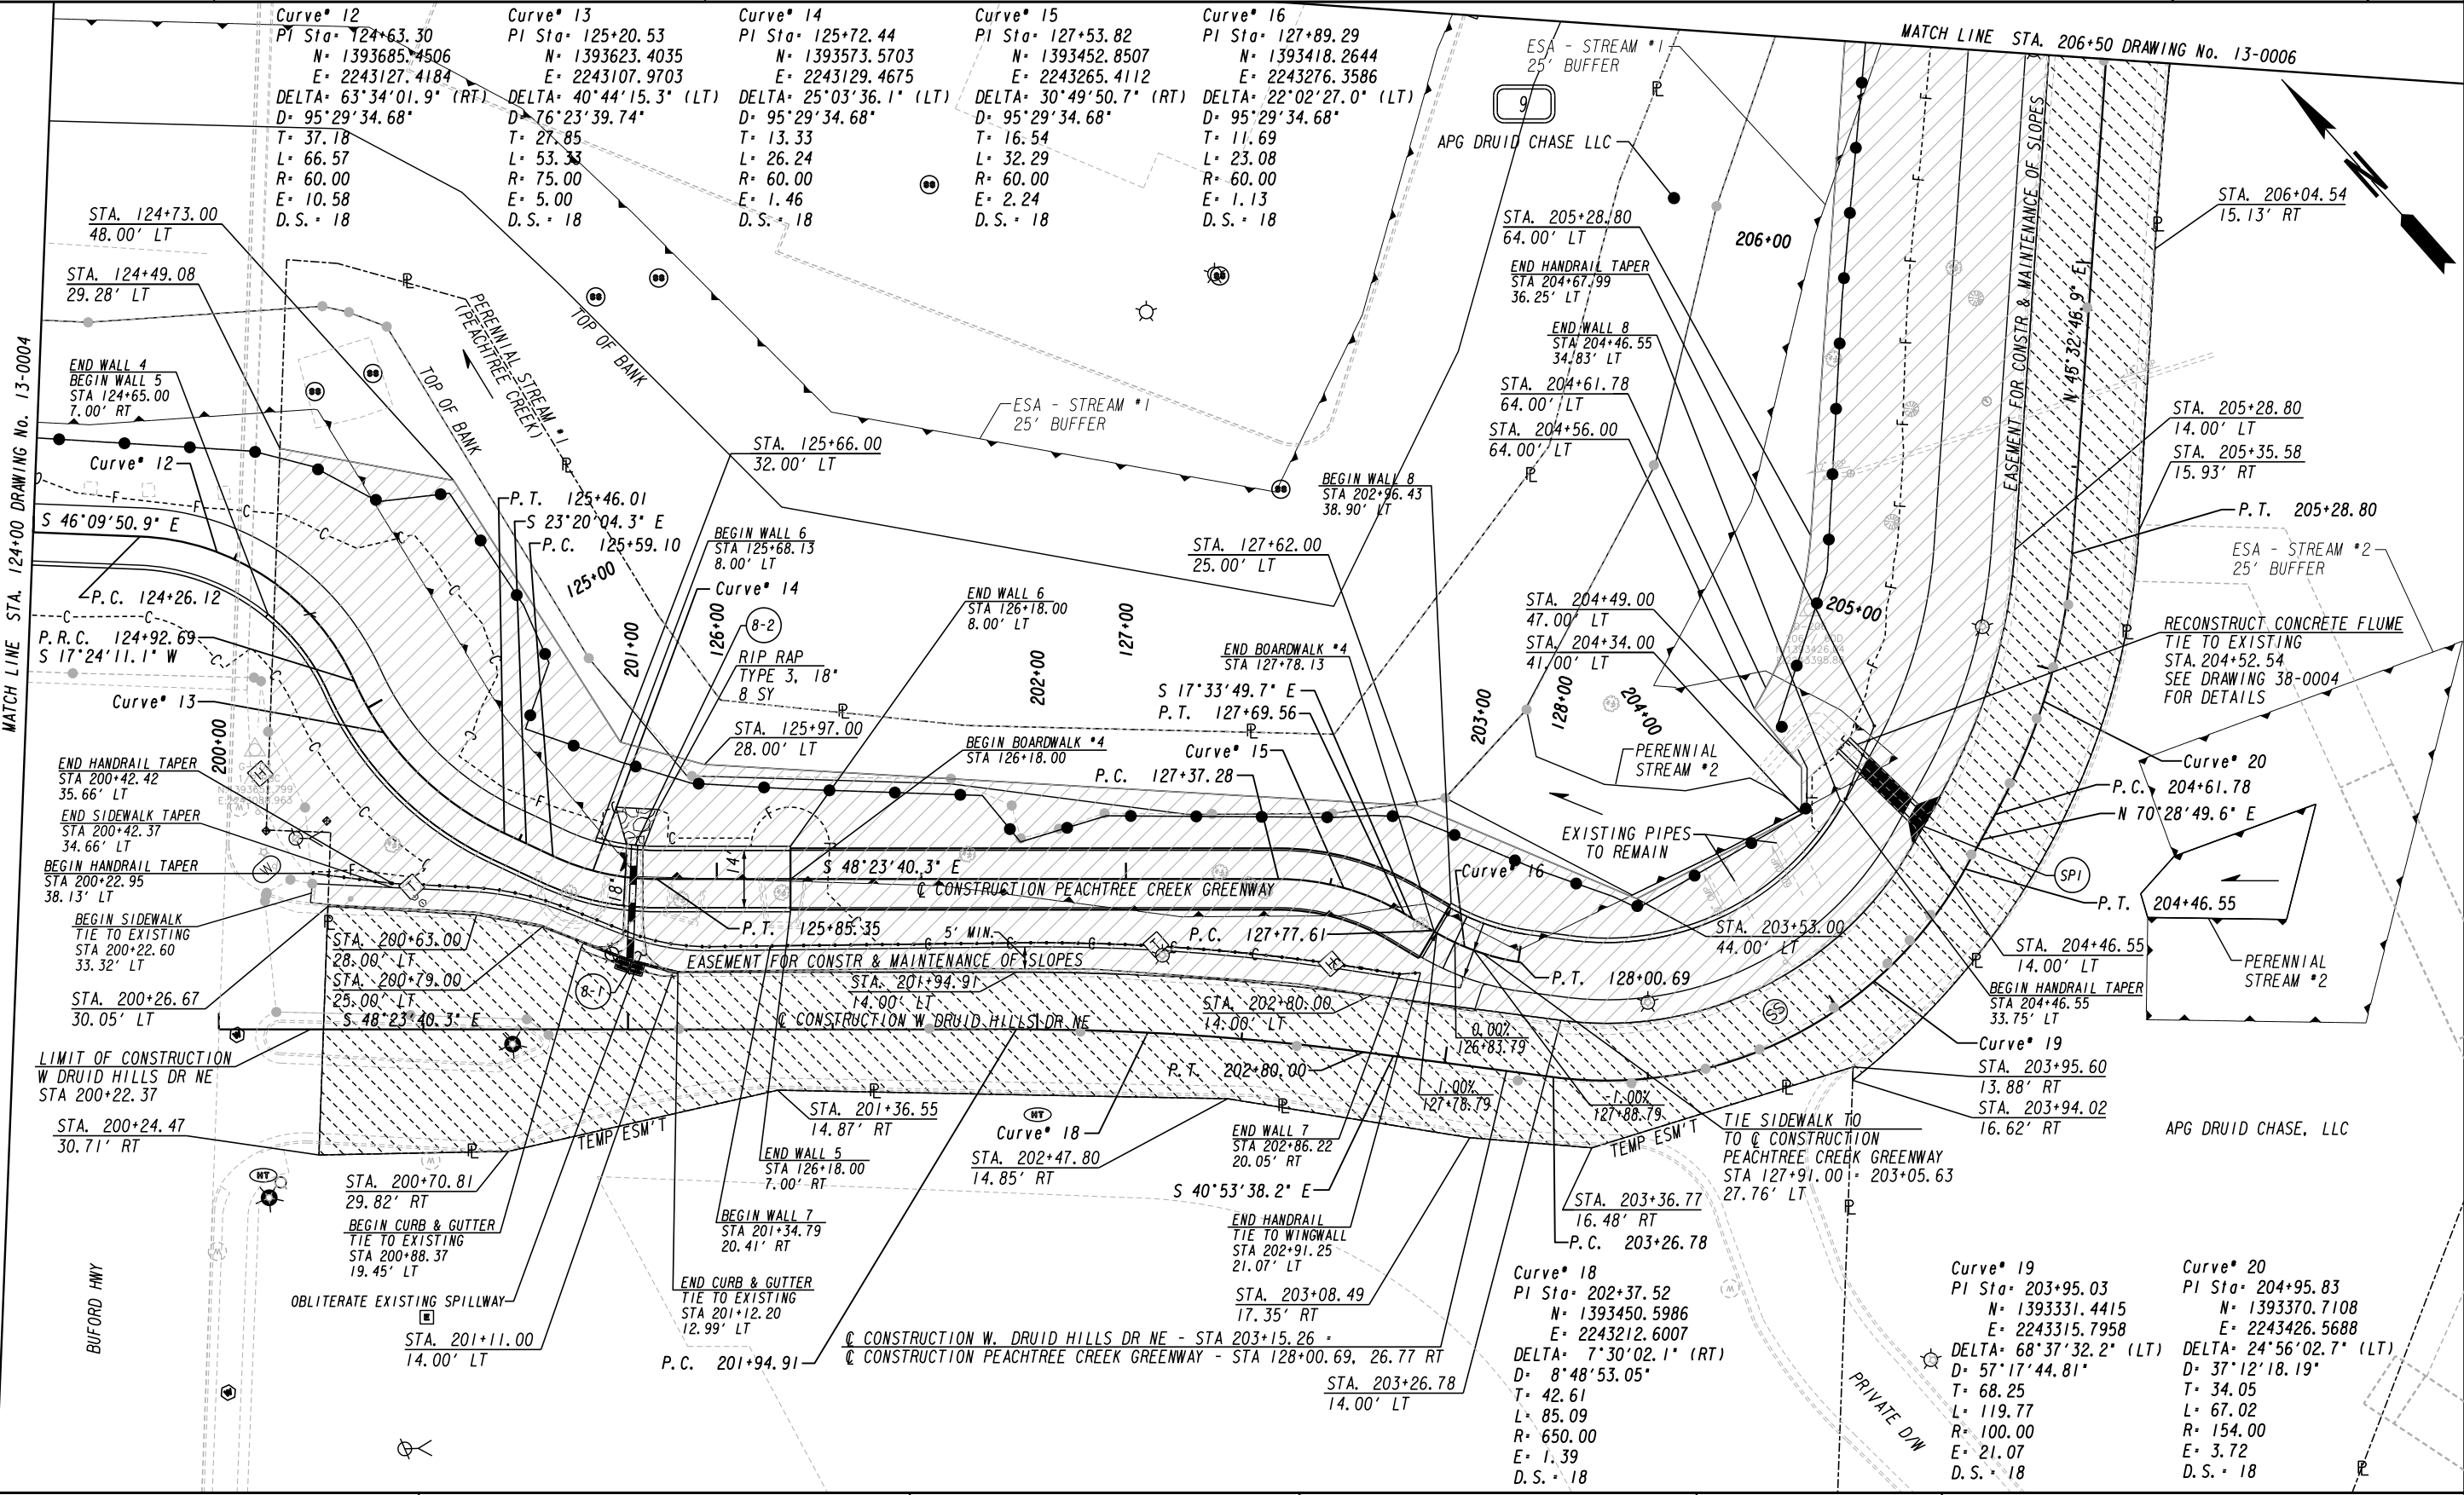 Curve# 12
PI Sta= 124+63.30
N= 1393685.4506
E= 2243127.4184
DELTA= 63°34'01.9" (RT)
D= 95°29'34.68"
T= 37.18
L= 66.57
R= 60.00
E= 10.58
D.S. = 18
Curve# 13
PI Sta= 125+20.53
N= 1393623.4035
E= 2243107.9703
DELTA= 40°44'15.3" (LT)
D= 76°23'39.74"
T= 27.85
L= 53.33
R= 75.00
E= 5.00
D.S. = 18
Curve# 14
PI Sta= 125+72.44
N= 1393573.5703
E= 2243129.4675
DELTA= 25°03'36.1" (LT)
D= 95°29'34.68"
T= 13.33
L= 26.24
R= 60.00
E= 1.46
D.S. = 18
Curve# 15
PI Sta= 127+53.82
N= 1393452.8507
E= 2243265.4112
DELTA= 30°49'50.7" (RT)
D= 95°29'34.68"
T= 16.54
L= 32.29
R= 60.00
E= 2.24
D.S. = 18
Curve# 16
PI Sta= 127+89.29
N= 1393418.2644
E= 2243276.3586
DELTA= 22°02'27.0" (LT)
D= 95°29'34.68"
T= 11.69
L= 23.08
R= 60.00
E= 1.13
D.S. = 18
ESA - STREAM #1
25' BUFFER
9
APG DRUID CHASE LLC
MATCH LINE STA. 206+50 DRAWING No. 13-0006
N
STA. 206+04.54
15.13' RT
STA. 124+73.00
48.00' LT
STA. 124+49.08
29.28' LT
END WALL 4
BEGIN WALL 5
STA 124+65.00
7.00' RT
MATCH LINE STA. 124+00 DRAWING No. 13-0004
Curve# 12
S 46°09'50.9" E
P.C. 124+26.12
P.R.C. 124+92.69
S 17°24'11.1" W
Curve# 13
200+00
END HANDRAIL TAPER
STA 200+42.42
35.66' LT
END SIDEWALK TAPER
STA 200+42.37
34.66' LT
BEGIN HANDRAIL TAPER
STA 200+22.95
38.13' LT
BEGIN SIDEWALK
TIE TO EXISTING
STA 200+22.60
33.32' LT
STA. 200+26.67
30.05' LT
LIMIT OF CONSTRUCTION
W DRUID HILLS DR NE
STA 200+22.37
STA. 200+24.47
30.71' RT
BUFORD HWY
PERENNIAL STREAM #1
(PEACHTREE CREEK)
TOP OF BANK
TOP OF BANK
ESA - STREAM #1
25' BUFFER
STA. 125+66.00
32.00' LT
P.T. 125+46.01
S 23°20'04.3" E
P.C. 125+59.10
125+00
BEGIN WALL 6
STA 125+68.13
8.00' LT
Curve# 14
201+00
126+00
8-2
RIP RAP
TYPE 3, 18"
8 SY
STA. 125+97.00
28.00' LT
END WALL 6
STA 126+18.00
8.00' LT
BEGIN BOARDWALK #4
STA 126+18.00
202+00
127+00
STA. 127+62.00
25.00' LT
BEGIN WALL 8
STA 202+96.43
38.90' LT
END BOARDWALK #4
STA 127+78.13
S 17°33'49.7" E
P.T. 127+69.56
Curve# 15
P.C. 127+37.28
203+00
128+00
204+00
STA. 205+28.80
64.00' LT
END HANDRAIL TAPER
STA 204+67.99
36.25' LT
END WALL 8
STA 204+46.55
34.83' LT
STA. 204+61.78
64.00' LT
STA. 204+56.00
64.00' LT
STA. 204+49.00
47.00' LT
STA. 204+34.00
41.00' LT
206+00
205+00
PERENNIAL
STREAM #2
EXISTING PIPES
TO REMAIN
EASEMENT FOR CONSTR & MAINTENANCE OF SLOPES
N 45°32'46.9" E
STA. 205+28.80
14.00' LT
STA. 205+35.58
15.93' RT
P.T. 205+28.80
ESA - STREAM #2
25' BUFFER
RECONSTRUCT CONCRETE FLUME
TIE TO EXISTING
STA. 204+52.54
SEE DRAWING 38-0004
FOR DETAILS
Curve# 20
P.C. 204+61.78
N 70°28'49.6" E
SP1
P.T. 204+46.55
STA. 204+46.55
14.00' LT
BEGIN HANDRAIL TAPER
STA 204+46.55
33.75' LT
PERENNIAL
STREAM #2
Curve# 19
STA. 203+95.60
13.88' RT
STA. 203+94.02
16.62' RT
APG DRUID CHASE, LLC
18"
14'
S 48°23'40.3" E
℄ CONSTRUCTION PEACHTREE CREEK GREENWAY
Curve# 16
P.T. 125+85.35
5' MIN.
P.C. 127+77.61
STA. 203+53.00
44.00' LT
EASEMENT FOR CONSTR & MAINTENANCE OF SLOPES
P.T. 128+00.69
STA. 200+63.00
28.00' LT
STA. 200+79.00
25.00' LT
8-1
STA. 201+94.91
14.00' LT
STA. 202+80.00
14.00' LT
S 48°23'40.3" E
℄ CONSTRUCTION W DRUID HILLS DR NE
SS
0.00%
126+83.79
P.T. 202+80.00
1.00%
127+78.79
-1.00%
127+88.79
TEMP ESM'T
TEMP ESM'T
STA. 201+36.55
14.87' RT
HT
HT
Curve# 18
STA. 202+47.80
14.85' RT
END WALL 5
STA 126+18.00
7.00' RT
END WALL 7
STA 202+86.22
20.05' RT
S 40°53'38.2" E
TIE SIDEWALK TO
TO ℄ CONSTRUCTION
PEACHTREE CREEK GREENWAY
STA 127+91.00 = 203+05.63
27.76' LT
STA. 200+70.81
29.82' RT
BEGIN CURB & GUTTER
TIE TO EXISTING
STA 200+88.37
19.45' LT
BEGIN WALL 7
STA 201+34.79
20.41' RT
END HANDRAIL
TIE TO WINGWALL
STA 202+91.25
21.07' LT
STA. 203+36.77
16.48' RT
P.C. 203+26.78
OBLITERATE EXISTING SPILLWAY
E
STA. 201+11.00
14.00' LT
END CURB & GUTTER
TIE TO EXISTING
STA 201+12.20
12.99' LT
STA. 203+08.49
17.35' RT
P.C. 201+94.91
℄ CONSTRUCTION W. DRUID HILLS DR NE - STA 203+15.26 =
℄ CONSTRUCTION PEACHTREE CREEK GREENWAY - STA 128+00.69, 26.77 RT
STA. 203+26.78
14.00' LT
PRIVATE D/W
Curve# 18
PI Sta= 202+37.52
N= 1393450.5986
E= 2243212.6007
DELTA= 7°30'02.1" (RT)
D= 8°48'53.05"
T= 42.61
L= 85.09
R= 650.00
E= 1.39
D.S. = 18
Curve# 19
PI Sta= 203+95.03
N= 1393331.4415
E= 2243315.7958
DELTA= 68°37'32.2" (LT)
D= 57°17'44.81"
T= 68.25
L= 119.77
R= 100.00
E= 21.07
D.S. = 18
Curve# 20
PI Sta= 204+95.83
N= 1393370.7108
E= 2243426.5688
DELTA= 24°56'02.7" (LT)
D= 37°12'18.19"
T= 34.05
L= 67.02
R= 154.00
E= 3.72
D.S. = 18